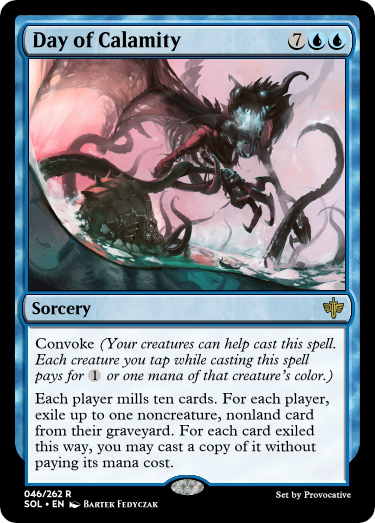 Day of Calamity 7
Sorcery
Convoke (Your creatures can help cast this spell.
Each creature you tap while casting this spell
pays for 1 or one mana of that creature's color.)
Each player mills ten cards. For each player,
exile up to one noncreature, nonland card
from their graveyard. For each card exiled
this way, you may cast a copy of it without
paying its mana cost.
046/262 R
SOL • EN Bartek Fedyczak
Set by Provocative